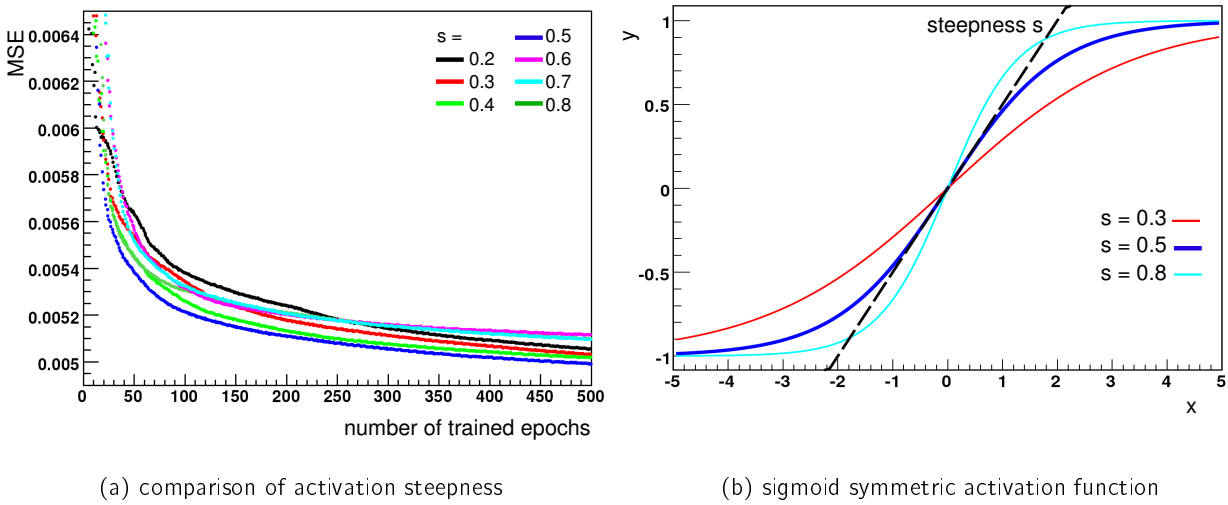 MSE
0.0064
0.0062
0.006
0.0058
0.0056
0.0054
0.0052
0.005
s =
0.2
0.3
0.4
0.5
0.6
0.7
0.8
0 50 100 150 200 250 300 350 400 450 500
number of trained epochs
(a) comparison of activation steepness
y
1
0.5
0
-0.5
-1
steepness s
s = 0.3
s = 0.5
s = 0.8
-5 -4 -3 -2 -1 0 1 2 3 4 5
x
(b) sigmoid symmetric activation function